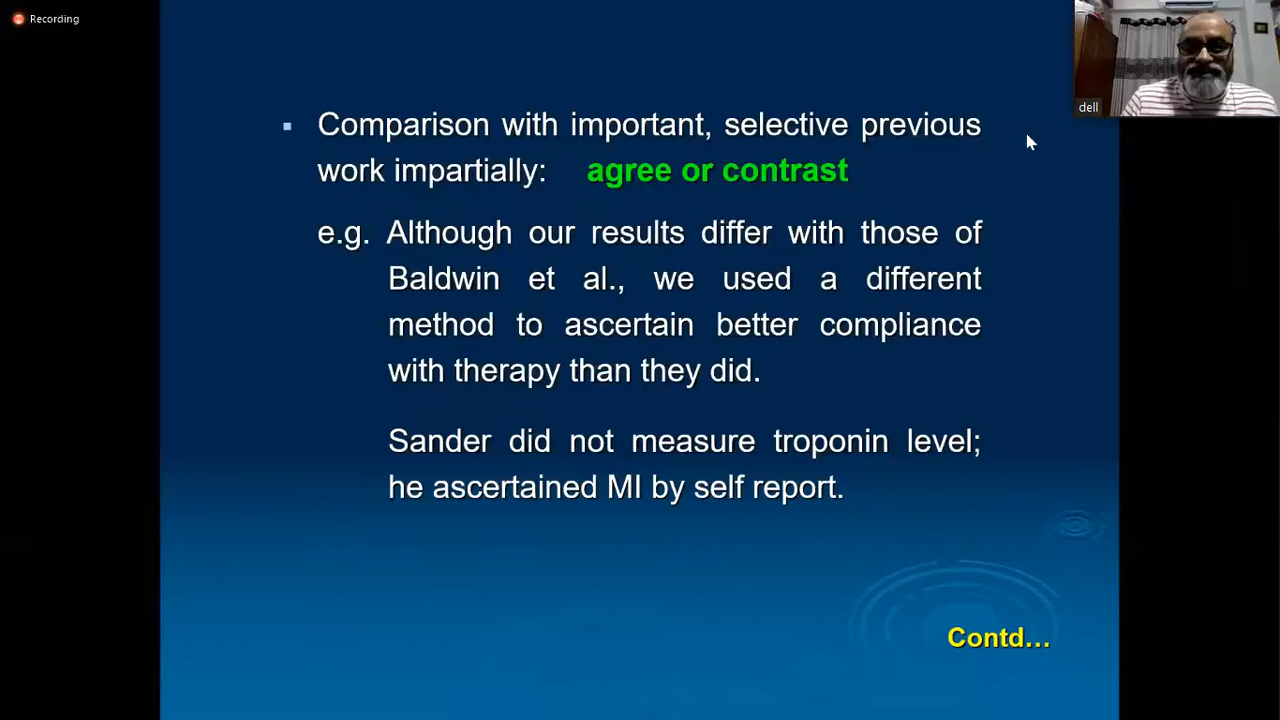 Recording
dell
▪ Comparison with important, selective previous
work impartially: agree or contrast
e.g. Although our results differ with those of
Baldwin et al., we used a different
method to ascertain better compliance
with therapy than they did.
Sander did not measure troponin level;
he ascertained MI by self report.
Contd...